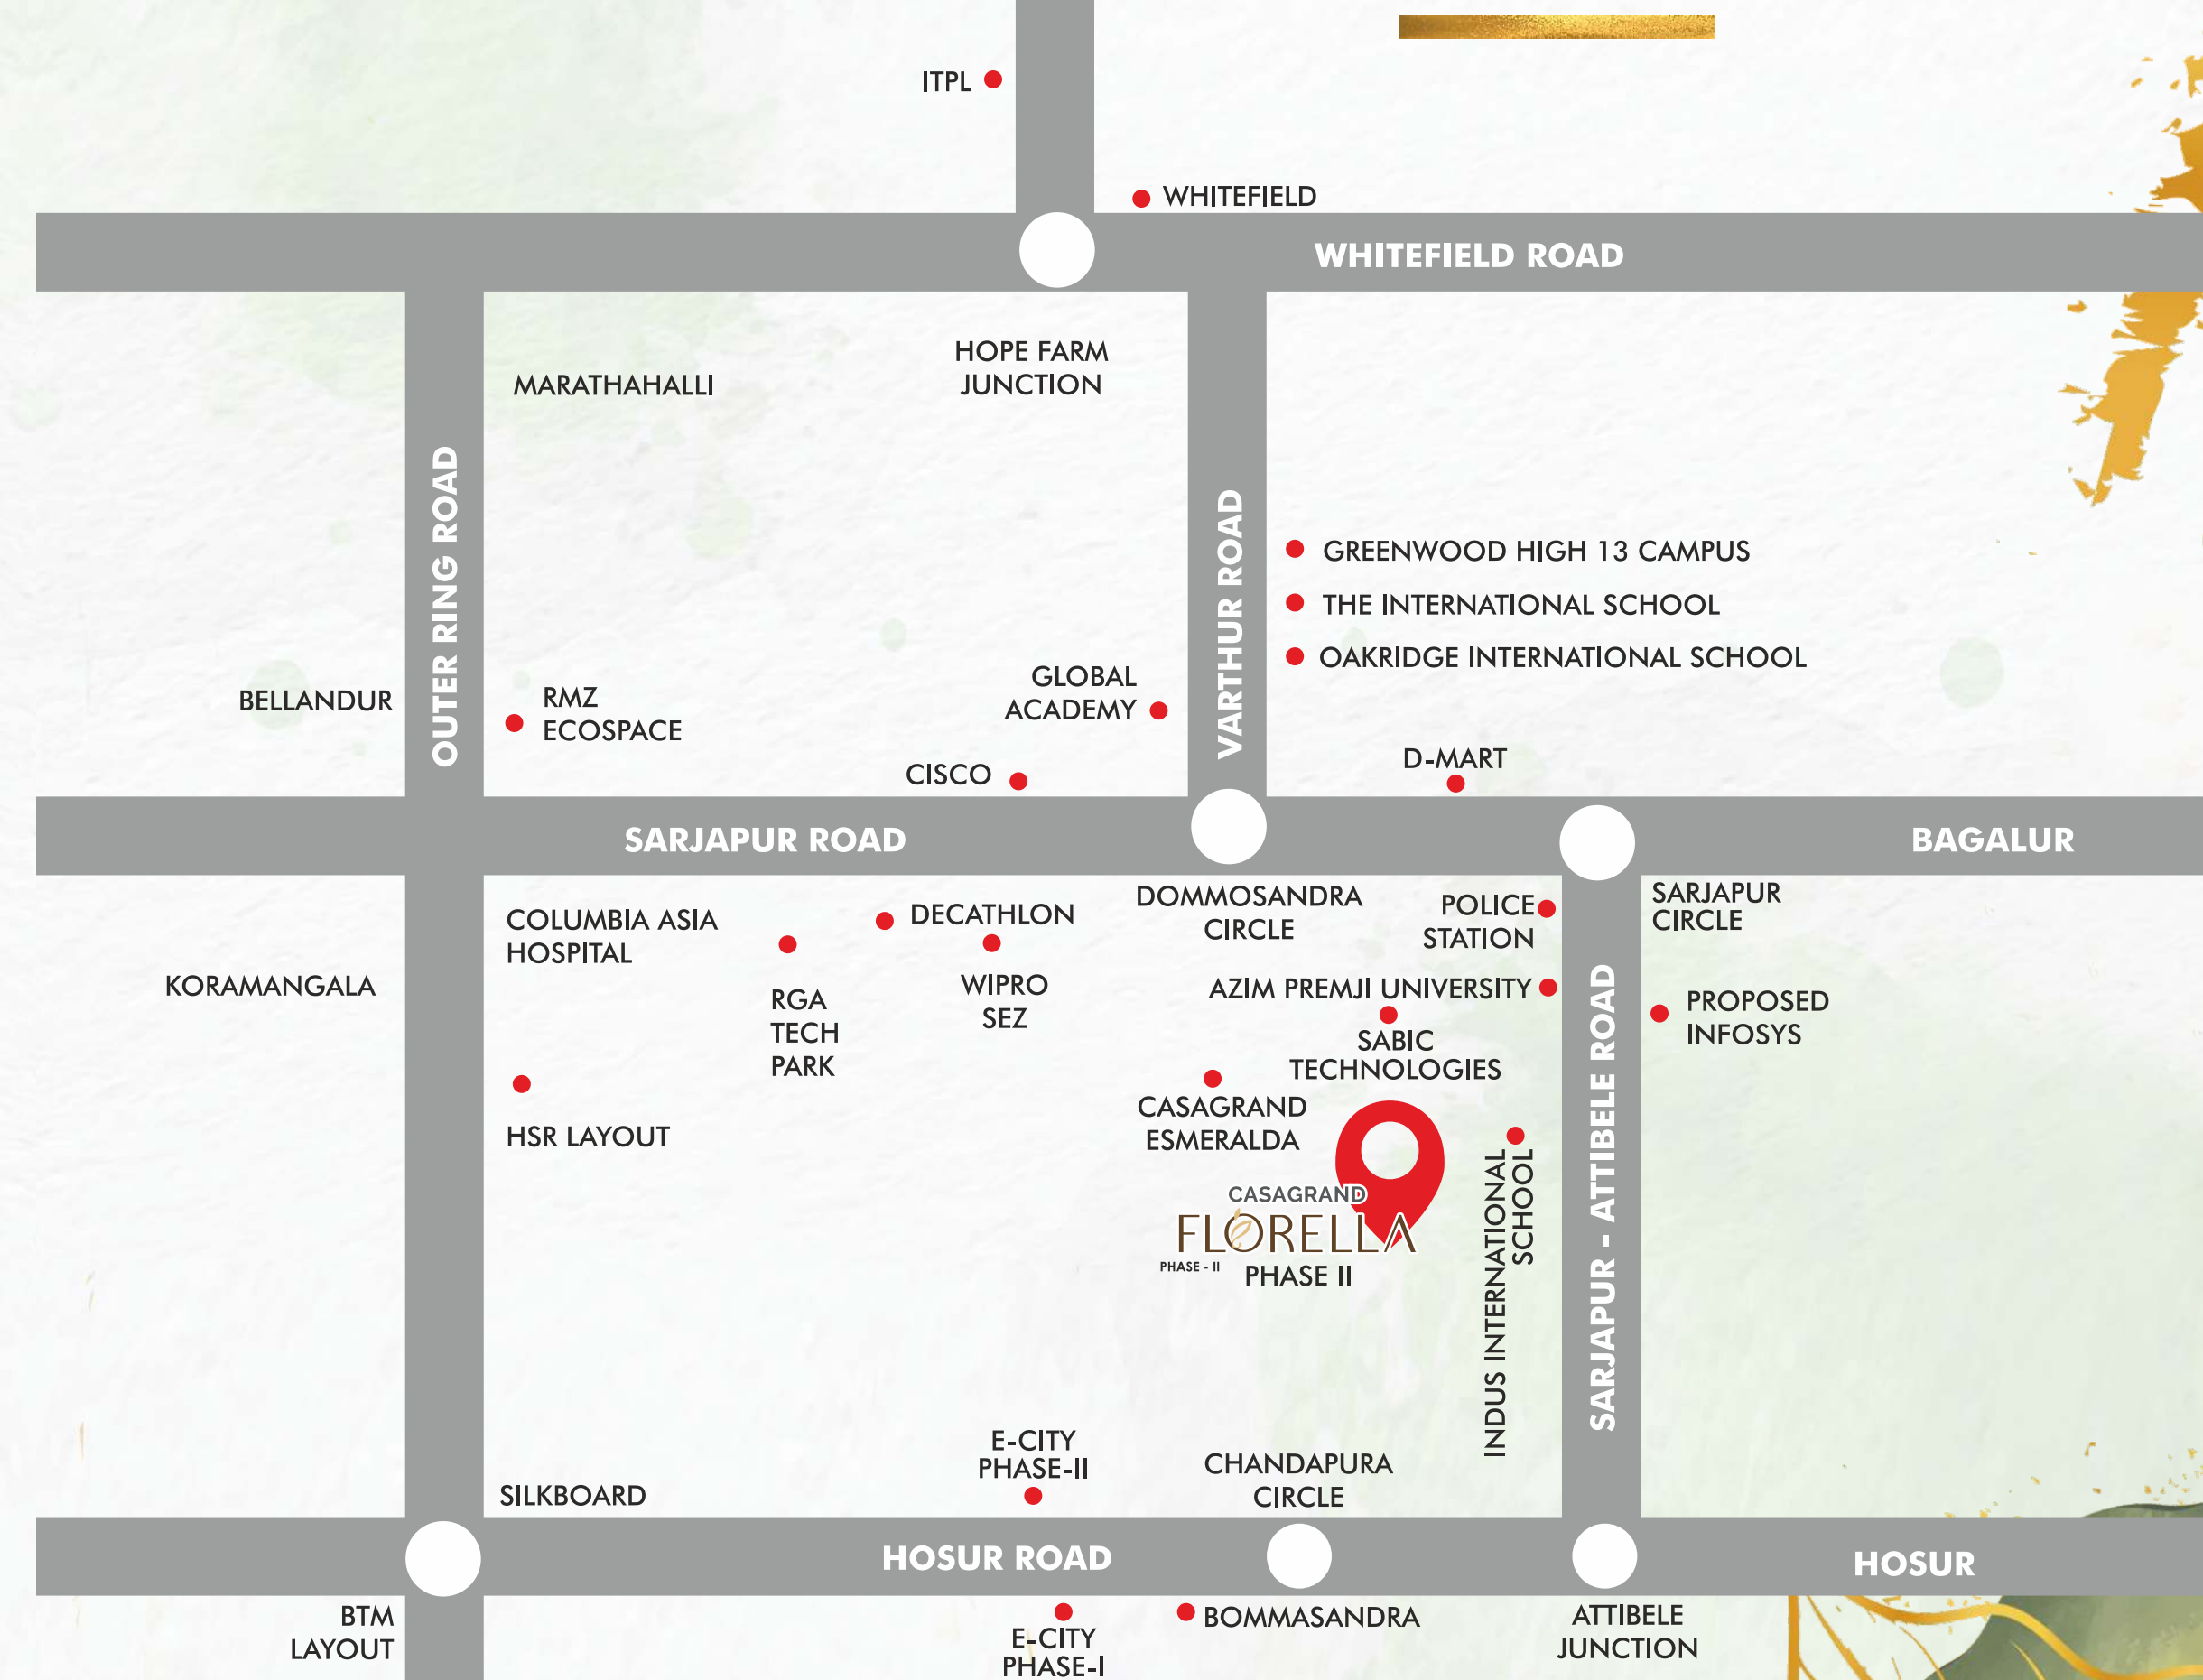 ITPL
WHITEFIELD
WHITEFIELD ROAD
HOPE FARM
JUNCTION
MARATHAHALLI
OUTER RING ROAD
VARTHUR ROAD
GREENWOOD HIGH 13 CAMPUS
THE INTERNATIONAL SCHOOL
OAKRIDGE INTERNATIONAL SCHOOL
BELLANDUR
RMZ
ECOSPACE
GLOBAL
ACADEMY
CISCO
D-MART
SARJAPUR ROAD
BAGALUR
COLUMBIA ASIA
HOSPITAL
DECATHLON
DOMMOSANDRA
CIRCLE
POLICE
STATION
SARJAPUR
CIRCLE
KORAMANGALA
RGA
TECH
PARK
WIPRO
SEZ
AZIM PREMJI UNIVERSITY
SABIC
TECHNOLOGIES
PROPOSED
INFOSYS
SARJAPUR - ATTIBELE ROAD
HSR LAYOUT
CASAGRAND
ESMERALDA
CASAGRAND
FLORELLA
PHASE - II
PHASE II
INDUS INTERNATIONAL
SCHOOL
SILKBOARD
E-CITY
PHASE-II
CHANDAPURA
CIRCLE
HOSUR ROAD
HOSUR
BTM
LAYOUT
E-CITY
PHASE-I
BOMMASANDRA
ATTIBELE
JUNCTION